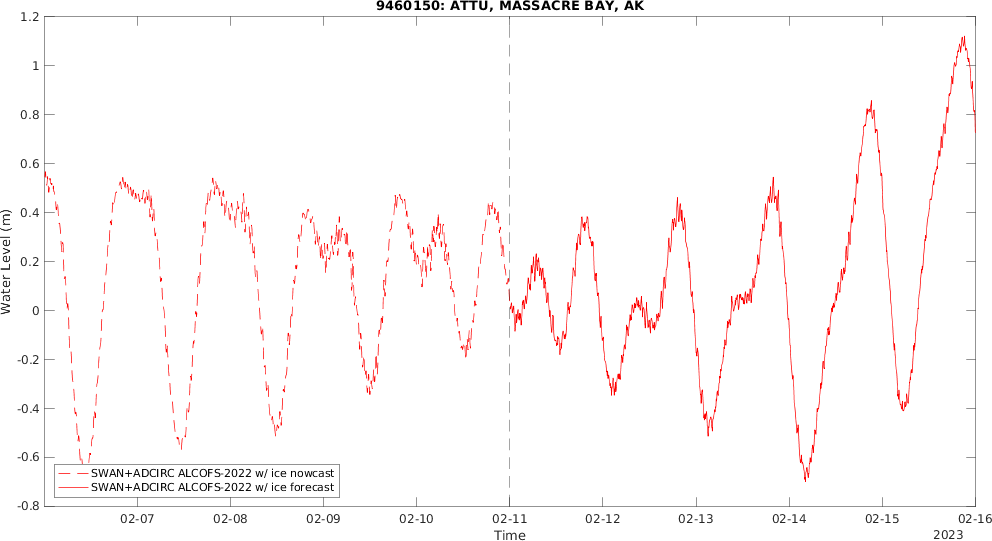 9460150: ATTU, MASSACRE BAY, AK
1.2
1
0.8
0.6
0.4
0.2
0
-0.2
-0.4
-0.6
-0.8
Water Level (m)
SWAN+ADCIRC ALCOFS-2022 w/ ice nowcast
SWAN+ADCIRC ALCOFS-2022 w/ ice forecast
02-07 02-08 02-09 02-10 02-11 02-12 02-13 02-14 02-15 02-16
Time
2023